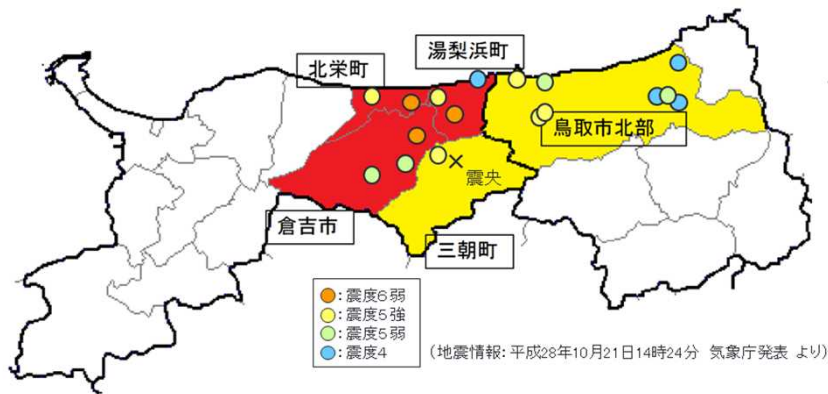 湯梨浜町
北栄町
鳥取市北部
震央
倉吉市
三朝町
:震度6弱
:震度5強
:震度5弱
:震度4
(地震情報:平成28年10月21日14時24分 気象庁発表 より)